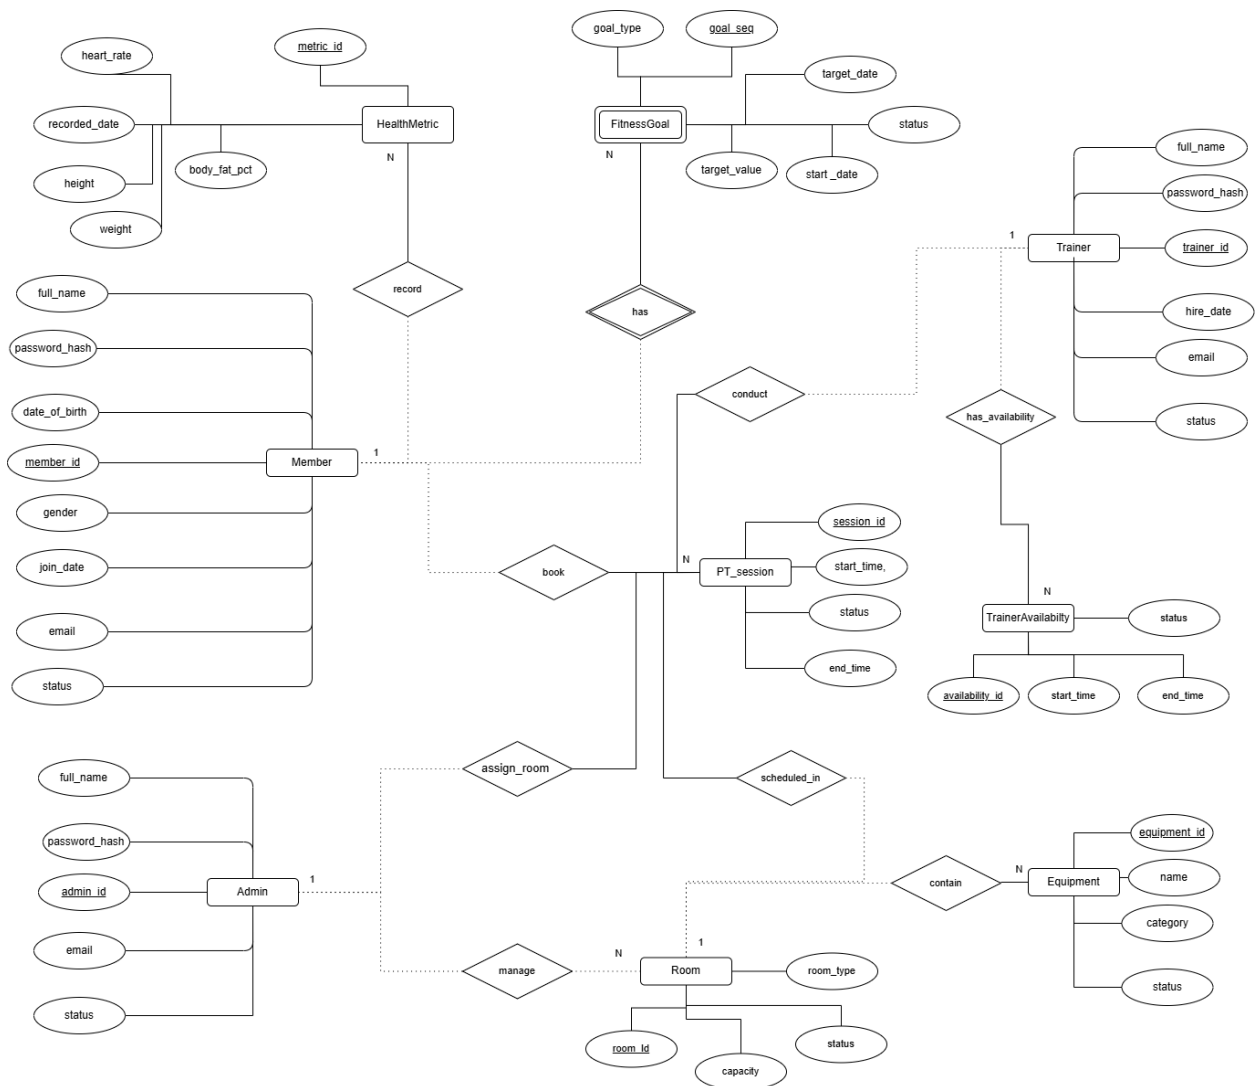 goal_type
goal_seq
heart_rate
metric_id
target_date
recorded_date
HealthMetric
FitnessGoal
status
N
N
body_fat_pct
target_value
start _date
height
weight
full_name
password_hash
1
Trainer
trainer_id
hire_date
email
status
record
has
full_name
password_hash
date_of_birth
member_id
Member
1
gender
join_date
email
status
conduct
has_availability
book
N
PT_session
session_id
start_time,
status
end_time
N
TrainerAvailabilty
status
availability_id
start_time
end_time
full_name
password_hash
admin_id
Admin
1
email
status
assign_room
scheduled_in
manage
N
Room
1
room_type
room_Id
capacity
status
contain
N
Equipment
equipment_id
name
category
status